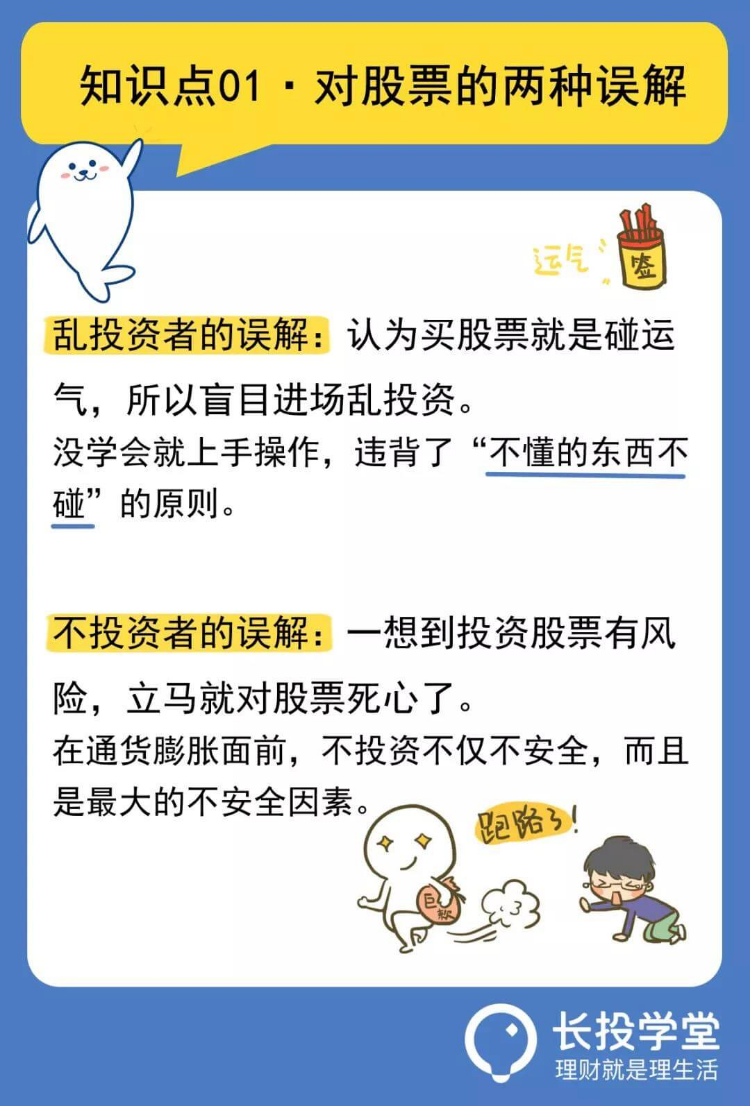 知识点01·对股票的两种误解
运气
签
乱投资者的误解：认为买股票就是碰运
气，所以盲目进场乱投资。
没学会就上手操作，违背了“不懂的东西不
碰”的原则。
不投资者的误解：一想到投资股票有风
险，立马就对股票死心了。
在通货膨胀面前，不投资不仅不安全，而且
是最大的不安全因素。
跑路了！
巨款
长投学堂
理财就是理生活